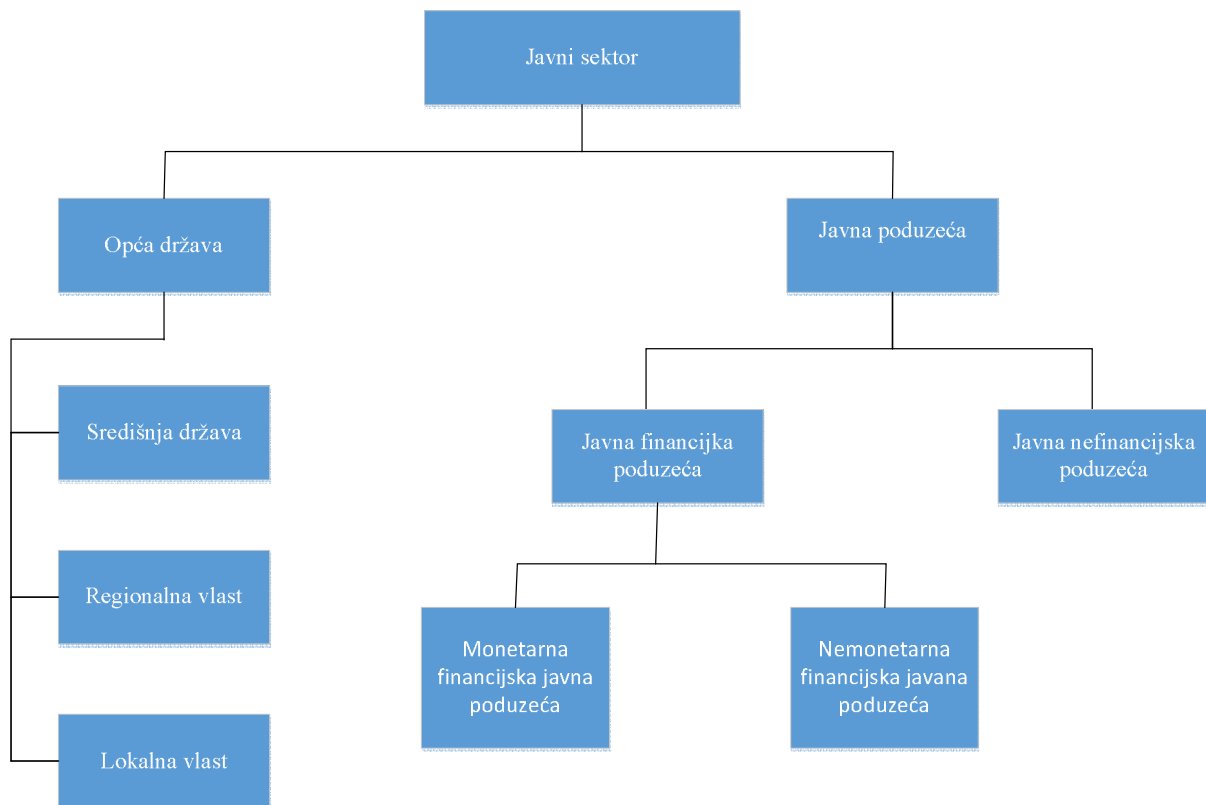 Javni sektor
Opća država
Javna poduzeća
Središnja država
Javna financijka
poduzeća
Javna nefinancijska
poduzeća
Regionalna vlast
Monetarna
financijska javna
poduzeća
Nemonetarna
financijska javana
poduzeća
Lokalna vlast